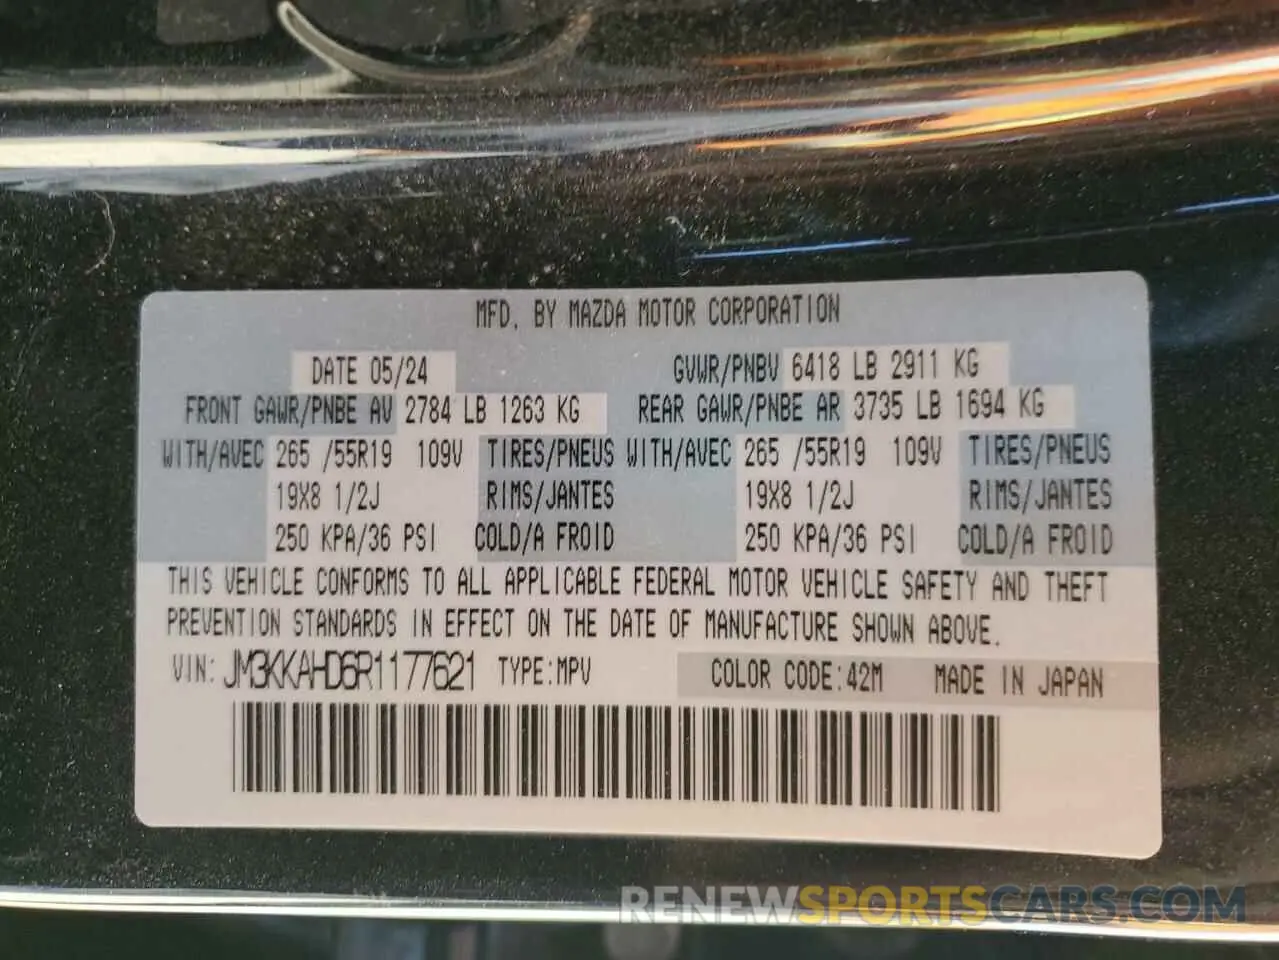 MFD. BY MAZDA MOTOR CORPORATION
DATE 05/24 GVWR/PNBV 6418 LB 2911 KG
FRONT GAWR/PNBE AV 2784 LB 1263 KG REAR GAWR/PNBE AR 3735 LB 1694 KG
WITH/AVEC 265 /55R19 109V TIRES/PNEUS WITH/AVEC 265 /55R19 109V TIRES/PNEUS
19X8 1/2J RIMS/JANTES 19X8 1/2J RIMS/JANTES
250 KPA/36 PSI COLD/A FROID 250 KPA/36 PSI COLD/A FROID
THIS VEHICLE CONFORMS TO ALL APPLICABLE FEDERAL MOTOR VEHICLE SAFETY AND THEFT
PREVENTION STANDARDS IN EFFECT ON THE DATE OF MANUFACTURE SHOWN ABOVE.
VIN: JM3KKAHD6R1177621 TYPE:MPV COLOR CODE:42M MADE IN JAPAN
RENEWSPORTSCARS.COM